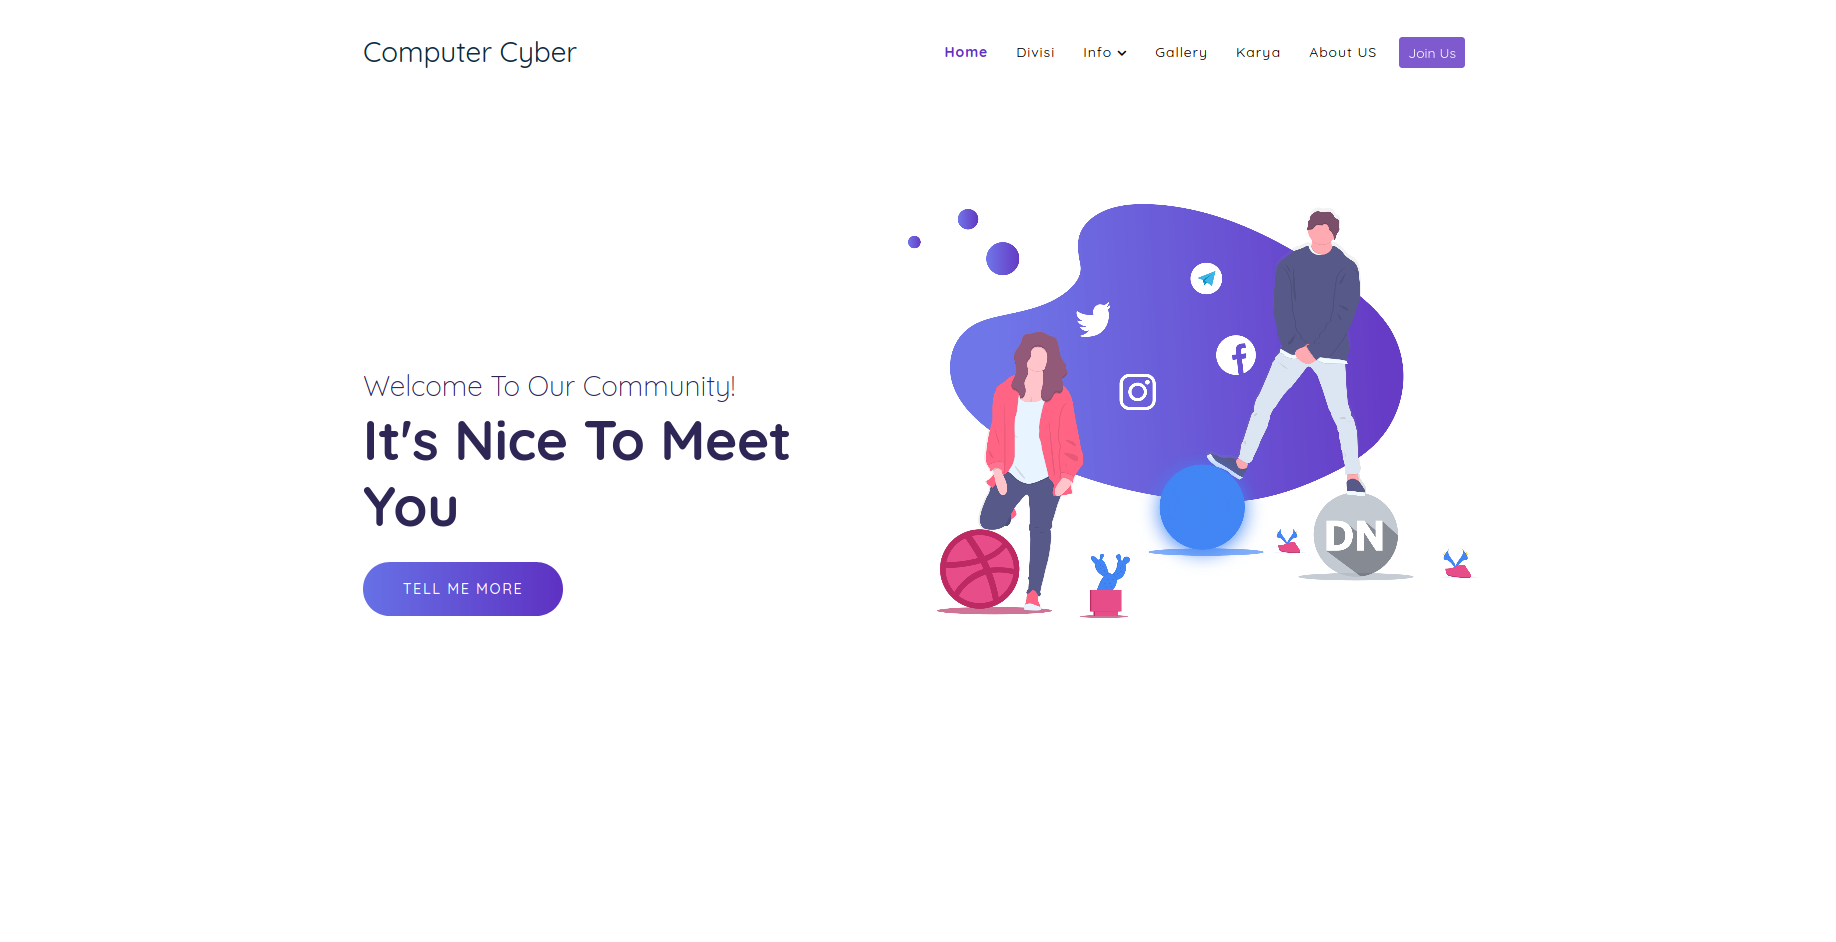 Computer Cyber
Home Divisi Info Gallery Karya About US Join Us
Welcome To Our Community!
It's Nice To Meet
You
TELL ME MORE
DN